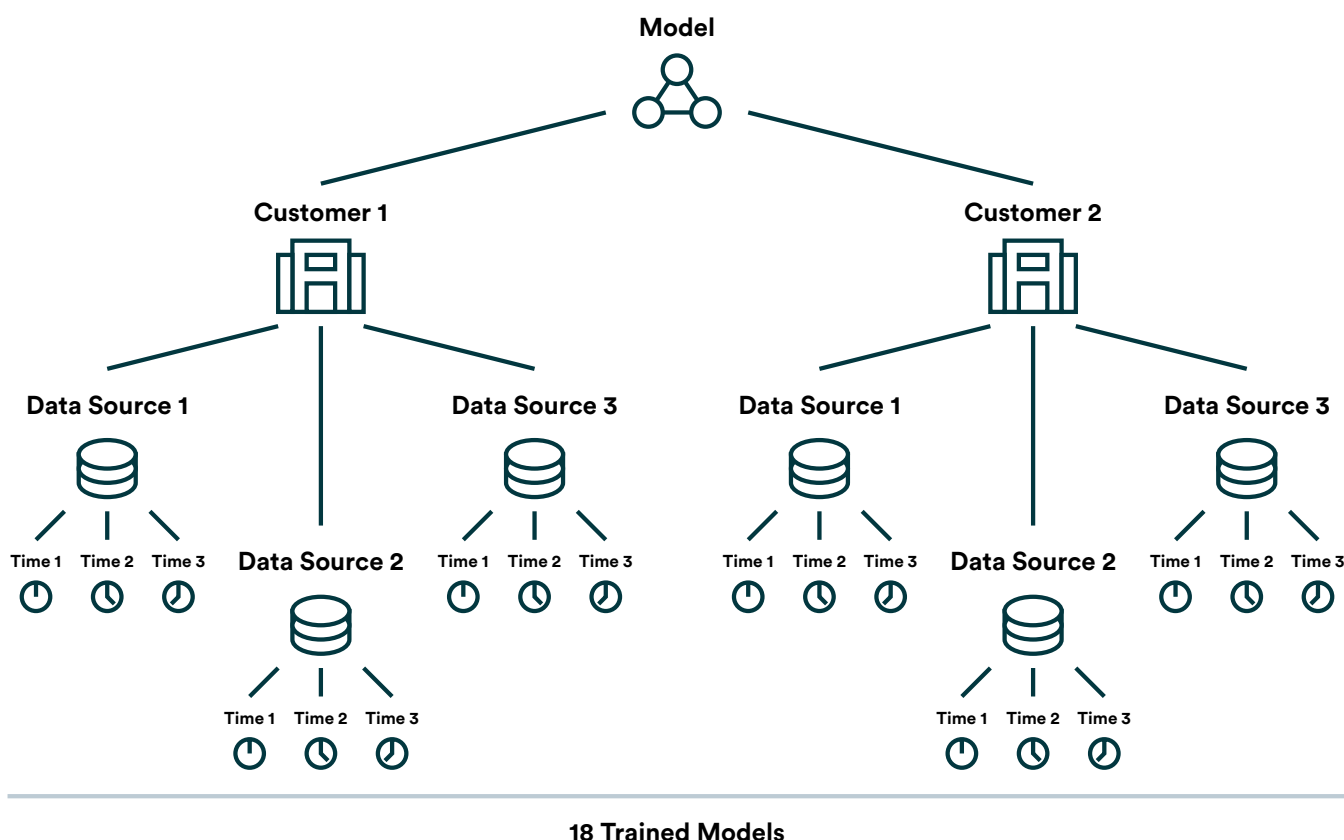 Model
Customer 1
Customer 2
Data Source 1
Data Source 3
Data Source 1
Data Source 3
Time 1 Time 2 Time 3
Data Source 2
Time 1 Time 2 Time 3
Time 1 Time 2 Time 3
Data Source 2
Time 1 Time 2 Time 3
Time 1 Time 2 Time 3
Time 1 Time 2 Time 3
18 Trained Models